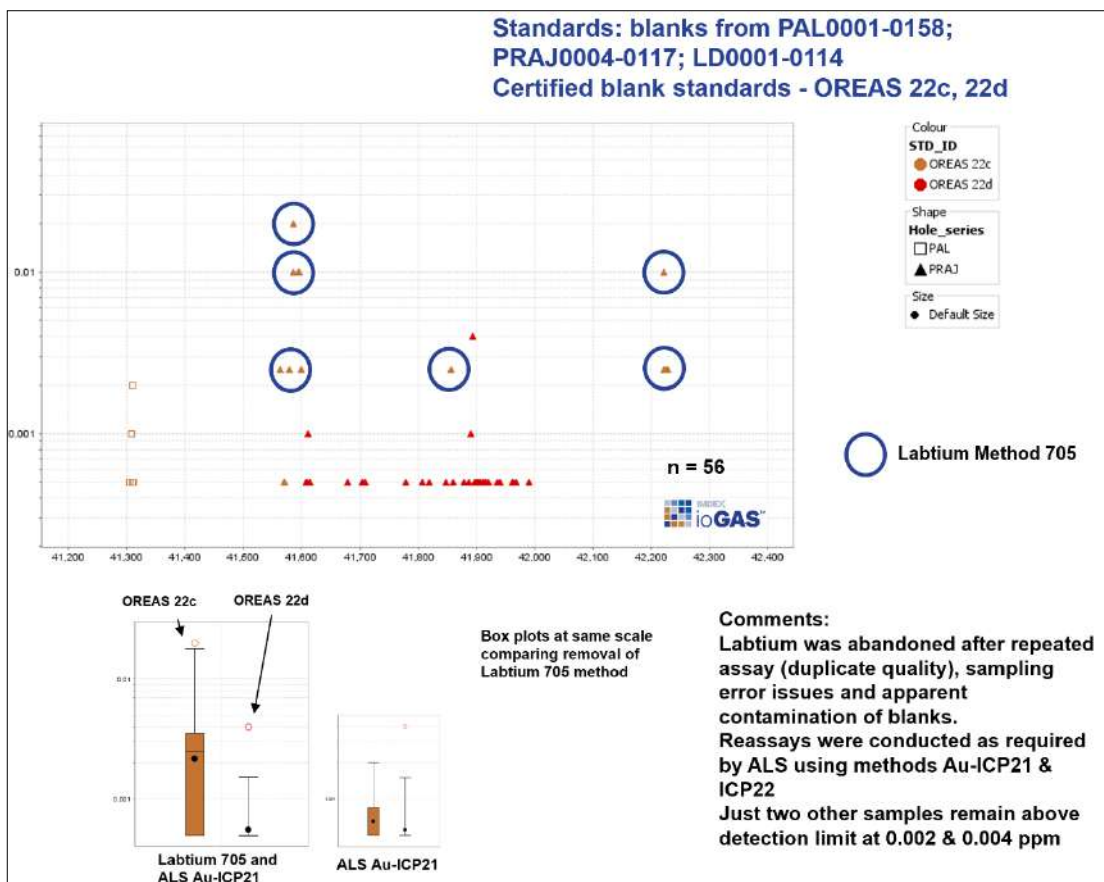 Standards: blanks from PAL0001-0158;
PRAJ0004-0117; LD0001-0114
Certified blank standards - OREAS 22c, 22d
Colour
STD_ID
OREAS 22c
OREAS 22d
Shape
Hole_series
PAL
PRAJ
Size
Default Size
0.01
0.001
n = 56
ioGAS
Labtium Method 705
41,200 41,300 41,400 41,500 41,600 41,700 41,800 41,900 42,000 42,100 42,200 42,300 42,400
OREAS 22c
OREAS 22d
0.01
0.001
Labtium 705 and
ALS Au-ICP21
ALS Au-ICP21
Box plots at same scale
comparing removal of
Labtium 705 method
Comments:
Labtium was abandoned after repeated
assay (duplicate quality), sampling
error issues and apparent
contamination of blanks.
Reassays were conducted as required
by ALS using methods Au-ICP21 &
ICP22
Just two other samples remain above
detection limit at 0.002 & 0.004 ppm